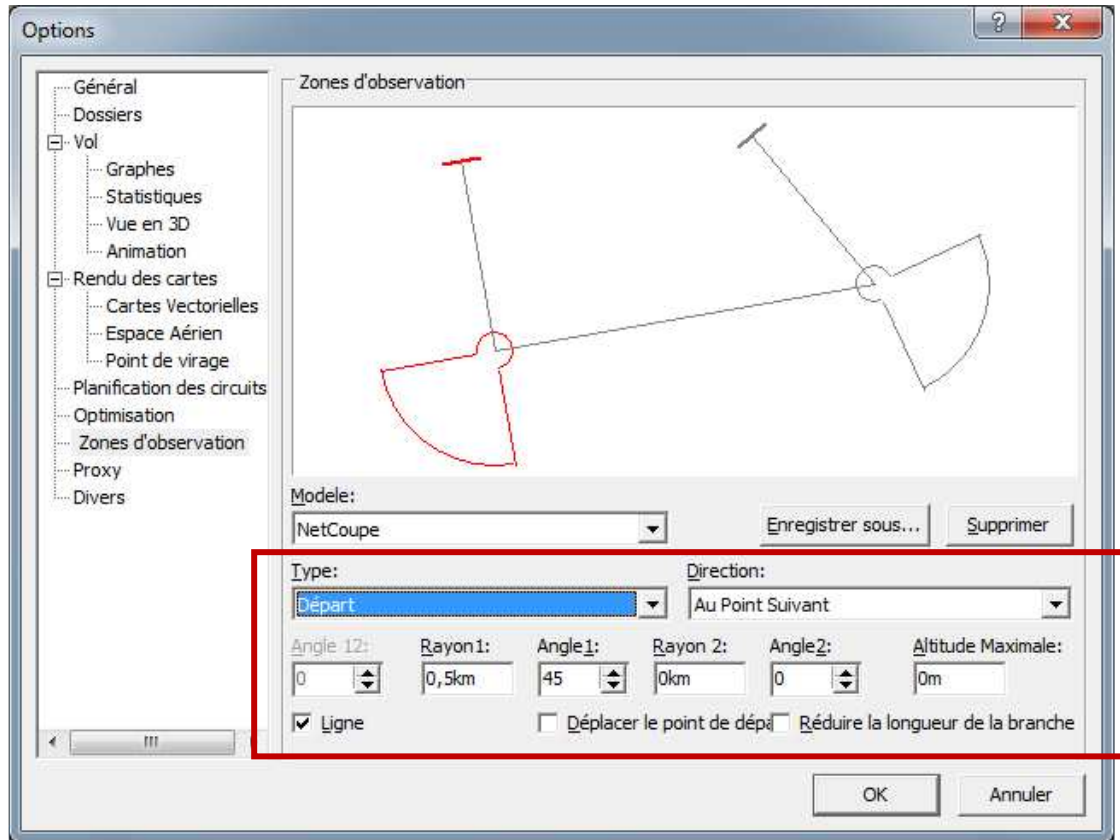 Options
Général
Dossiers
Vol
Graphes
Statistiques
Vue en 3D
Animation
Rendu des cartes
Cartes Vectorielles
Espace Aérien
Point de virage
Planification des circuits
Optimisation
Zones d'observation
Proxy
Divers
Zones d'observation
Modele:
NetCoupe
Enregistrer sous... Supprimer
Type: Direction:
Départ Au Point Suivant
Angle 12: Rayon1: Angle1: Rayon 2: Angle2: Altitude Maximale:
0 0,5km 45 0km 0 0m
Ligne Déplacer le point de dépa Réduire la longueur de la branche
OK Annuler